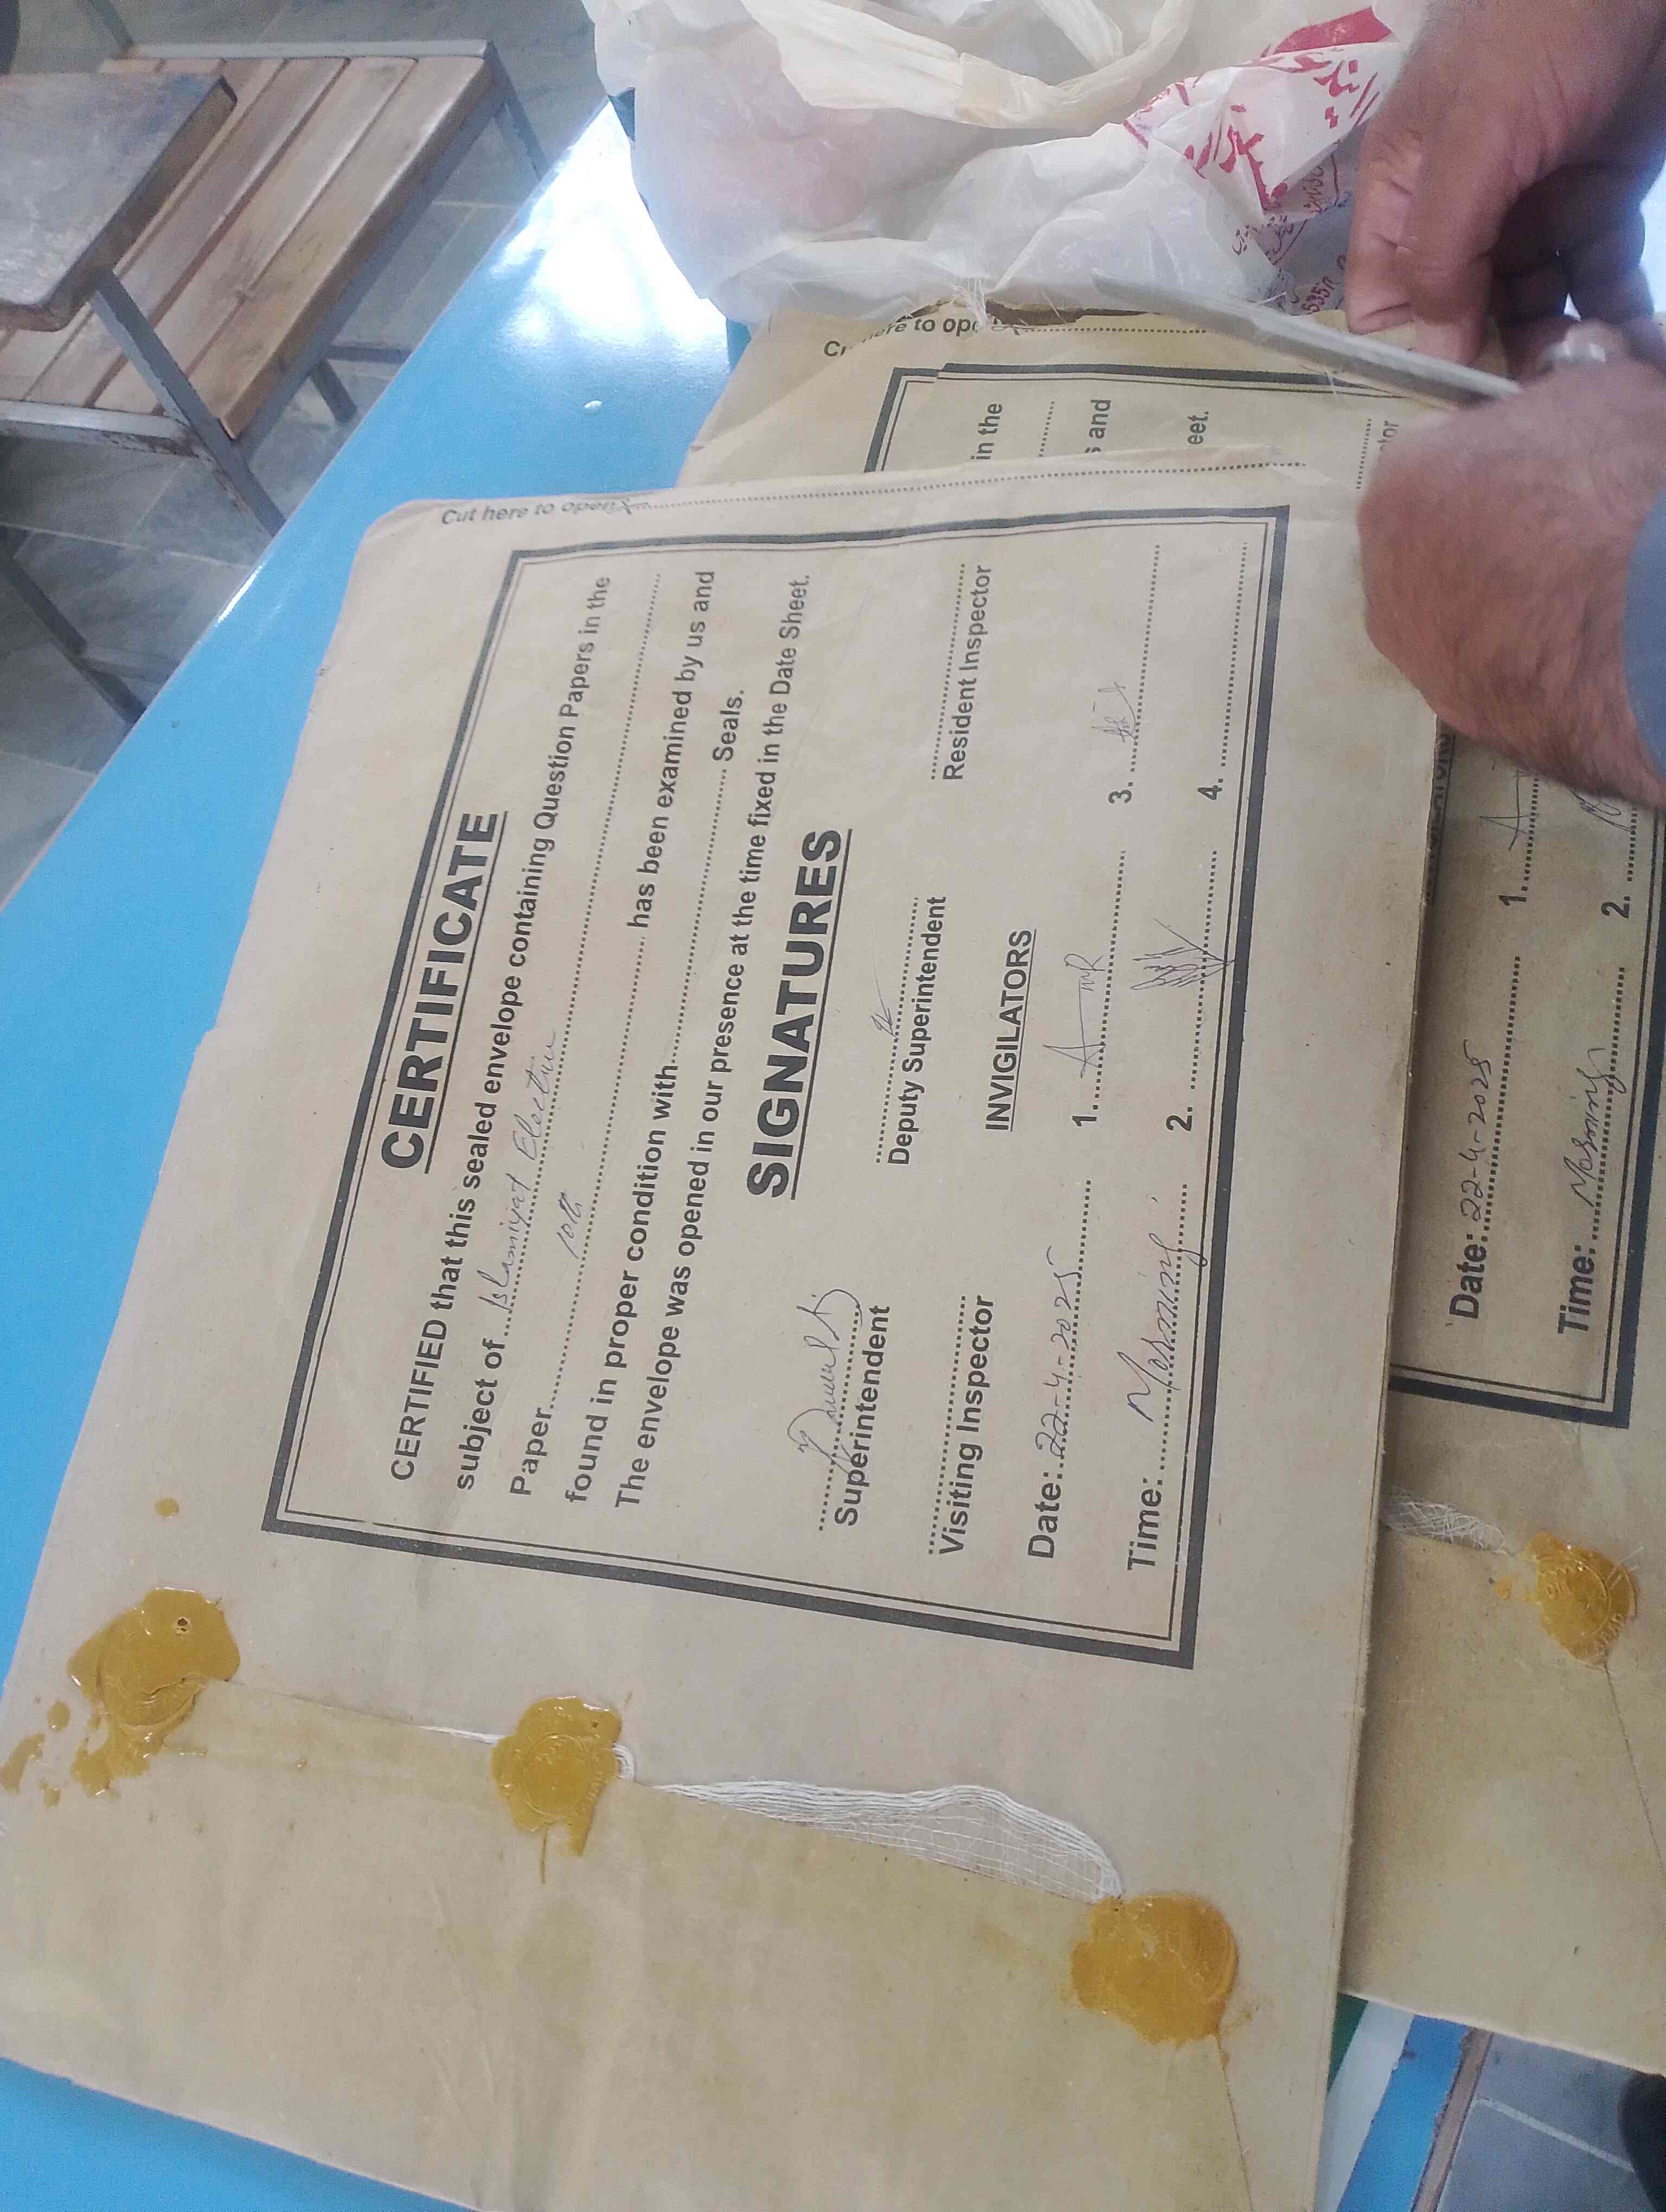 Cut here to open
CERTIFICATE
CERTIFIED that this sealed envelope containing Question Papers in the
subject of Islamiyat Elective
Paper 10th
has been examined by us and
found in proper condition with Seals.
The envelope was opened in our presence at the time fixed in the Date Sheet.
SIGNATURES
Superintendent
Deputy Superintendent
Resident Inspector
Visiting Inspector
INVIGILATORS
Date: 22-4-2025
1.
3.
Time: Morning
2.
4.
here to open
in the
s and
eet.
Date: 22-4-2025
1.
Time: Morning
2.